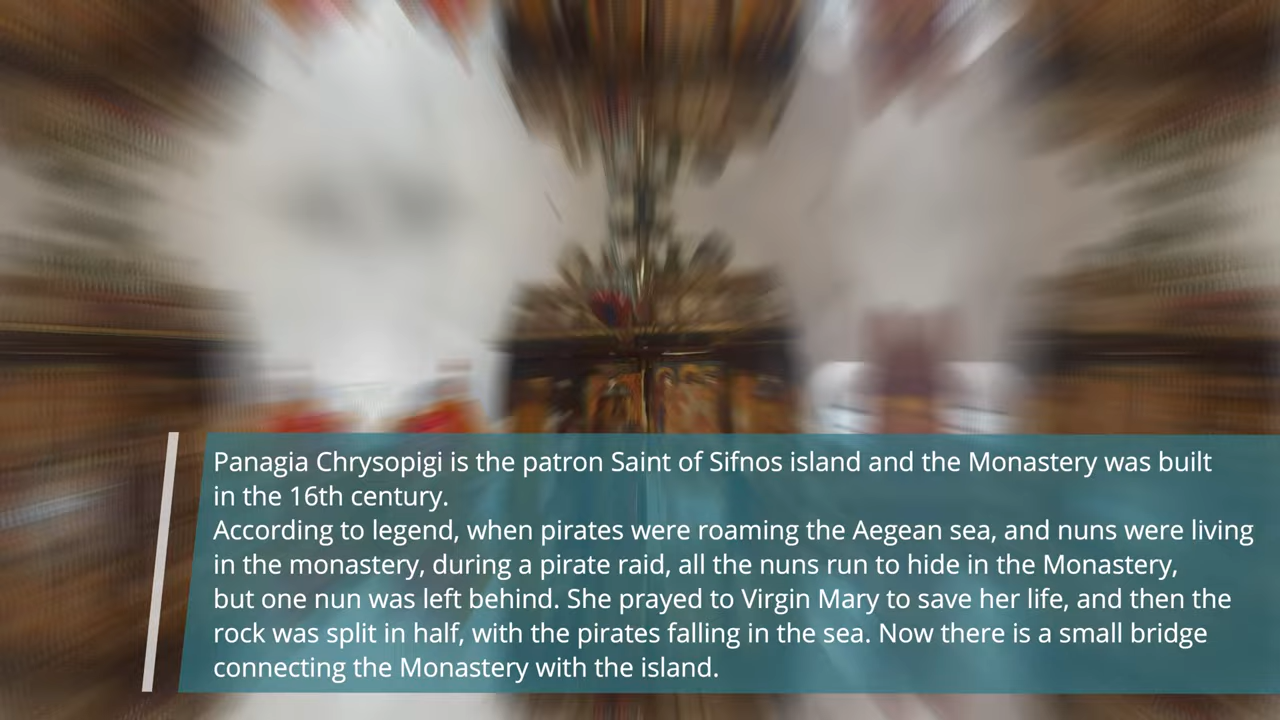 Panagia Chrysopigi is the patron Saint of Sifnos island and the Monastery was built
in the 16th century.
According to legend, when pirates were roaming the Aegean sea, and nuns were living
in the monastery, during a pirate raid, all the nuns run to hide in the Monastery,
but one nun was left behind. She prayed to Virgin Mary to save her life, and then the
rock was split in half, with the pirates falling in the sea. Now there is a small bridge
connecting the Monastery with the island.